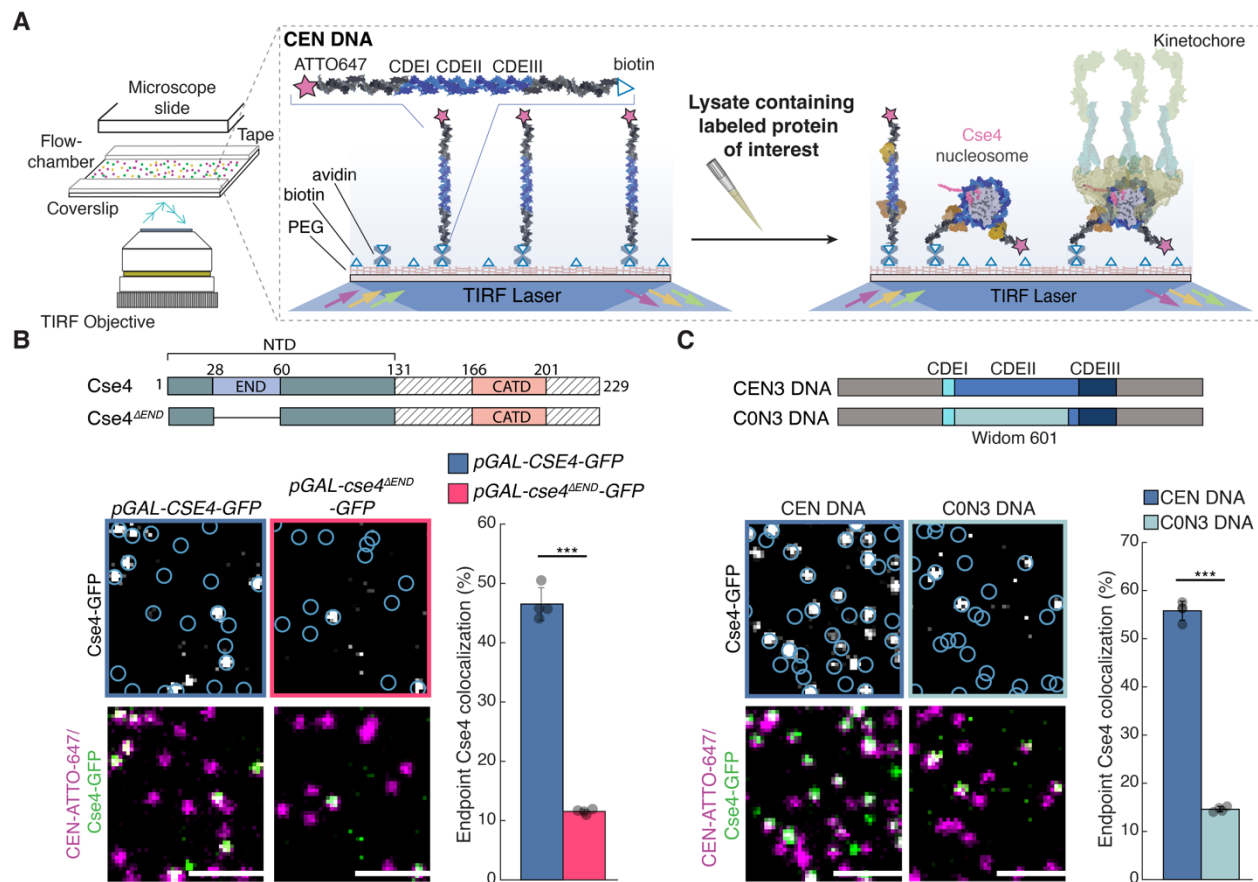 A
Microscope
slide
Flow-
chamber
Tape
Coverslip
TIRF Objective
CEN DNA
ATTO647
CDEI
CDEII
CDEIII
biotin
avidin
biotin
PEG
TIRF Laser
Lysate containing
labeled protein
of interest
Kinetochore
Cse4
nucleosome
TIRF Laser
B
NTD
Cse4 1 28 END 60 131 166 CATD 201 229
Cse4ΔEND CATD
pGAL-CSE4-GFP
pGAL-cse4ΔEND-GFP
pGAL-CSE4-GFP
pGAL-cse4ΔEND
-GFP
Cse4-GFP
CEN-ATTO-647/
Cse4-GFP
Endpoint Cse4 colocalization (%)
60
50
40
30
20
10
0
***
C
CDEI CDEII CDEIII
CEN3 DNA
C0N3 DNA
Widom 601
CEN DNA
C0N3 DNA
CEN DNA
C0N3 DNA
Cse4-GFP
CEN-ATTO-647/
Cse4-GFP
Endpoint Cse4 colocalization (%)
70
60
50
40
30
20
10
0
***